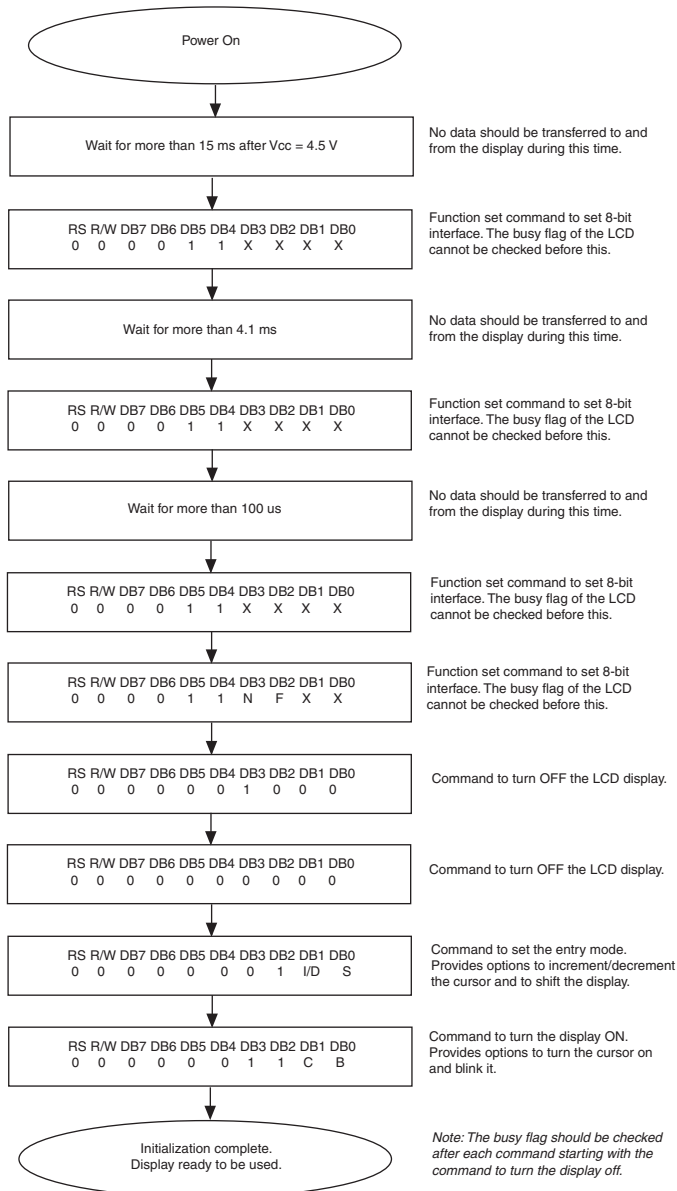 Power On
Wait for more than 15 ms after Vcc = 4.5 V
No data should be transferred to and
from the display during this time.
RS R/W DB7 DB6 DB5 DB4 DB3 DB2 DB1 DB0
0 0 0 0 1 1 X X X X
Function set command to set 8-bit
interface. The busy flag of the LCD
cannot be checked before this.
Wait for more than 4.1 ms
No data should be transferred to and
from the display during this time.
RS R/W DB7 DB6 DB5 DB4 DB3 DB2 DB1 DB0
0 0 0 0 1 1 X X X X
Function set command to set 8-bit
interface. The busy flag of the LCD
cannot be checked before this.
Wait for more than 100 us
No data should be transferred to and
from the display during this time.
RS R/W DB7 DB6 DB5 DB4 DB3 DB2 DB1 DB0
0 0 0 0 1 1 X X X X
Function set command to set 8-bit
interface. The busy flag of the LCD
cannot be checked before this.
RS R/W DB7 DB6 DB5 DB4 DB3 DB2 DB1 DB0
0 0 0 0 1 1 N F X X
Function set command to set 8-bit
interface. The busy flag of the LCD
cannot be checked before this.
RS R/W DB7 DB6 DB5 DB4 DB3 DB2 DB1 DB0
0 0 0 0 0 0 1 0 0 0
Command to turn OFF the LCD display.
RS R/W DB7 DB6 DB5 DB4 DB3 DB2 DB1 DB0
0 0 0 0 0 0 0 0 0 0
Command to turn OFF the LCD display.
RS R/W DB7 DB6 DB5 DB4 DB3 DB2 DB1 DB0
0 0 0 0 0 0 0 1 I/D S
Command to set the entry mode.
Provides options to increment/decrement
the cursor and to shift the display.
RS R/W DB7 DB6 DB5 DB4 DB3 DB2 DB1 DB0
0 0 0 0 0 0 1 1 C B
Command to turn the display ON.
Provides options to turn the cursor on
and blink it.
Initialization complete.
Display ready to be used.
Note: The busy flag should be checked
after each command starting with the
command to turn the display off.